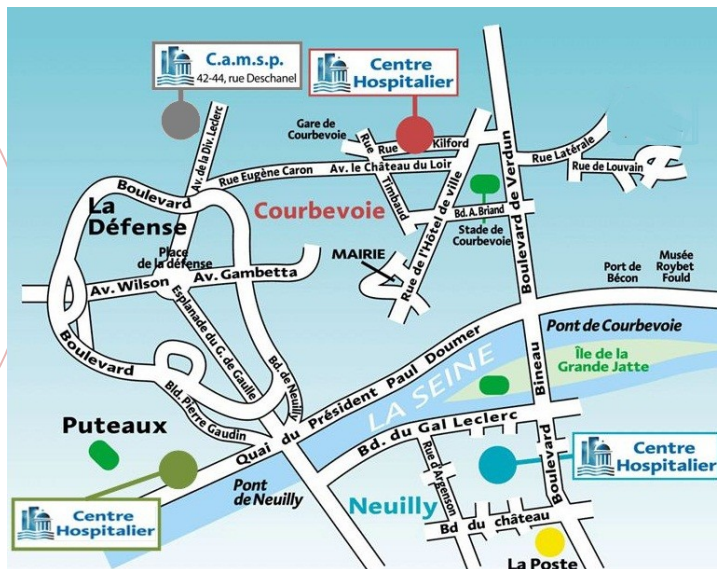 C.a.m.s.p.
42-44, rue Deschanel
Centre
Hospitalier
Gare de
Courbevoie
Rue Kilford
Av. de la Div. Leclerc
Rue Eugène Caron
Av. le Château du Loir
Rue Timbaud
Rue Latérale
Rue de Louvain
Boulevard
La
Défense
Courbevoie
Bd. A. Briand
Stade de
Courbevoie
Rue de l'Hôtel de ville
Boulevard de Verdun
Place
de la défense
MAIRIE
Av. Wilson
Av. Gambetta
Port de
Bécon
Musée
Roybet
Fould
Esplanade du G. de Gaulle
Boulevard
Bd. de Neuilly
Pont de Courbevoie
Quai du Président Paul Doumer
LA SEINE
Île de la
Grande Jatte
Bineau
Bld. Pierre Gaudin
Puteaux
Bd. du Gal Leclerc
Rue d'Argenson
Boulevard
Centre
Hospitalier
Pont
de Neuilly
Neuilly
Centre
Hospitalier
Bd du château
La Poste